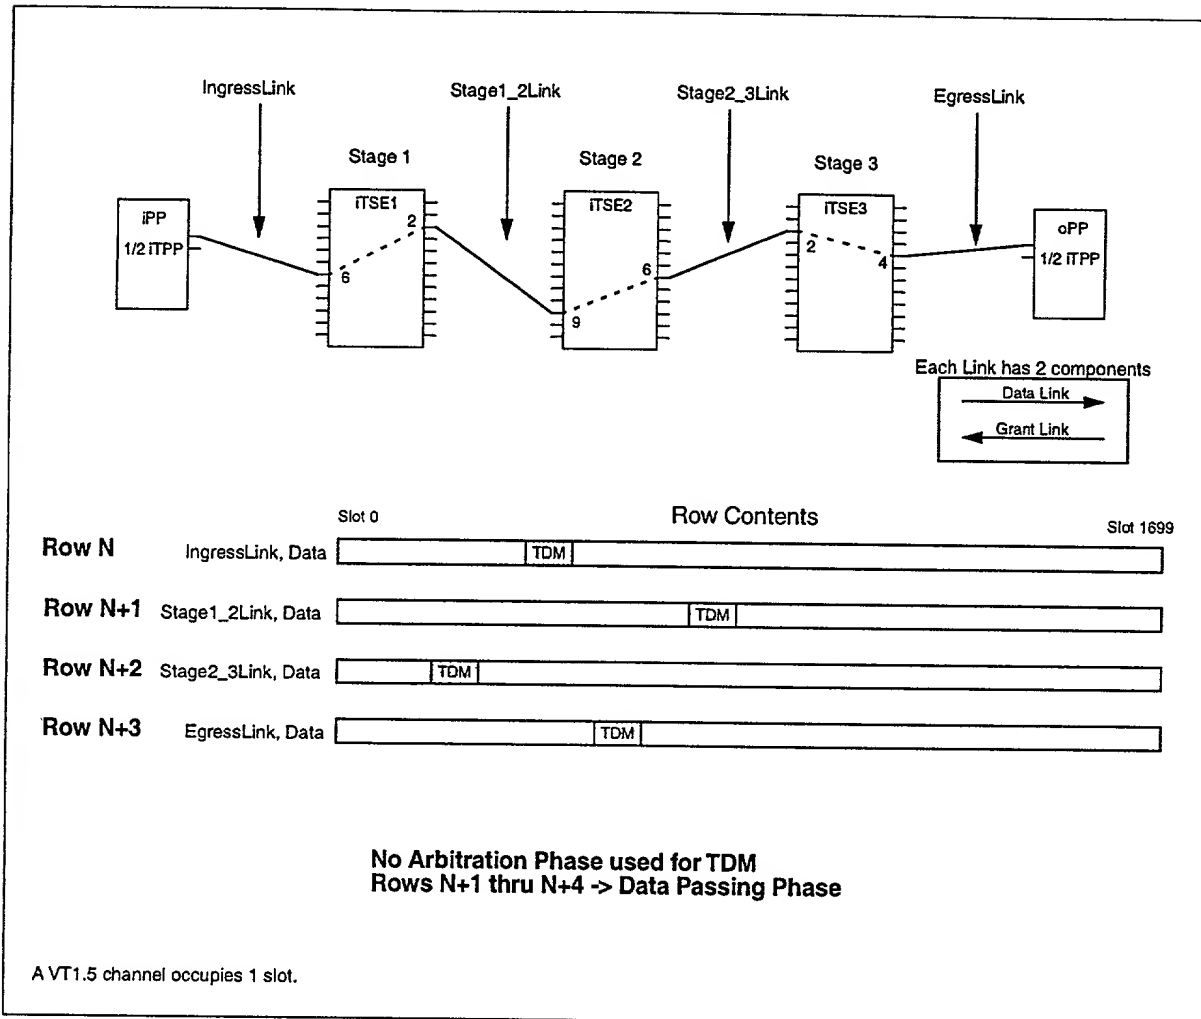 IngressLink
Stage1_2Link
Stage2_3Link
EgressLink
Stage 1
Stage 2
Stage 3
iPP
1/2 iTPP
iTSE1
2
6
iTSE2
6
9
iTSE3
2
4
oPP
1/2 iTPP
Each Link has 2 components
Data Link
Grant Link
Slot 0
Row Contents
Slot 1699
Row N IngressLink, Data TDM
Row N+1 Stage1_2Link, Data TDM
Row N+2 Stage2_3Link, Data TDM
Row N+3 EgressLink, Data TDM
No Arbitration Phase used for TDM
Rows N+1 thru N+4 -> Data Passing Phase
A VT1.5 channel occupies 1 slot.